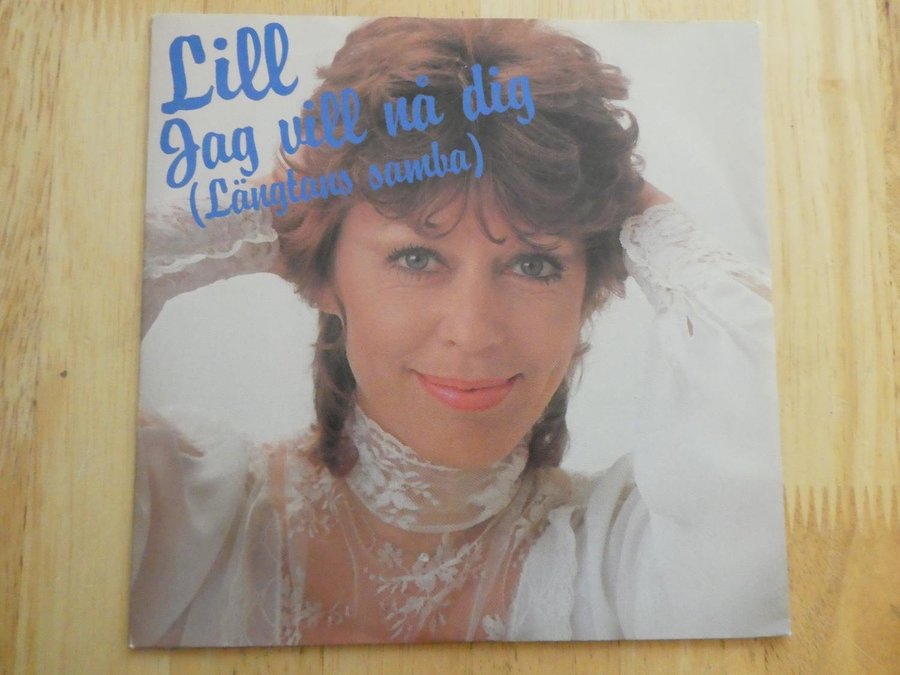 Lill
Jag vill nå dig
(Längtans samba)